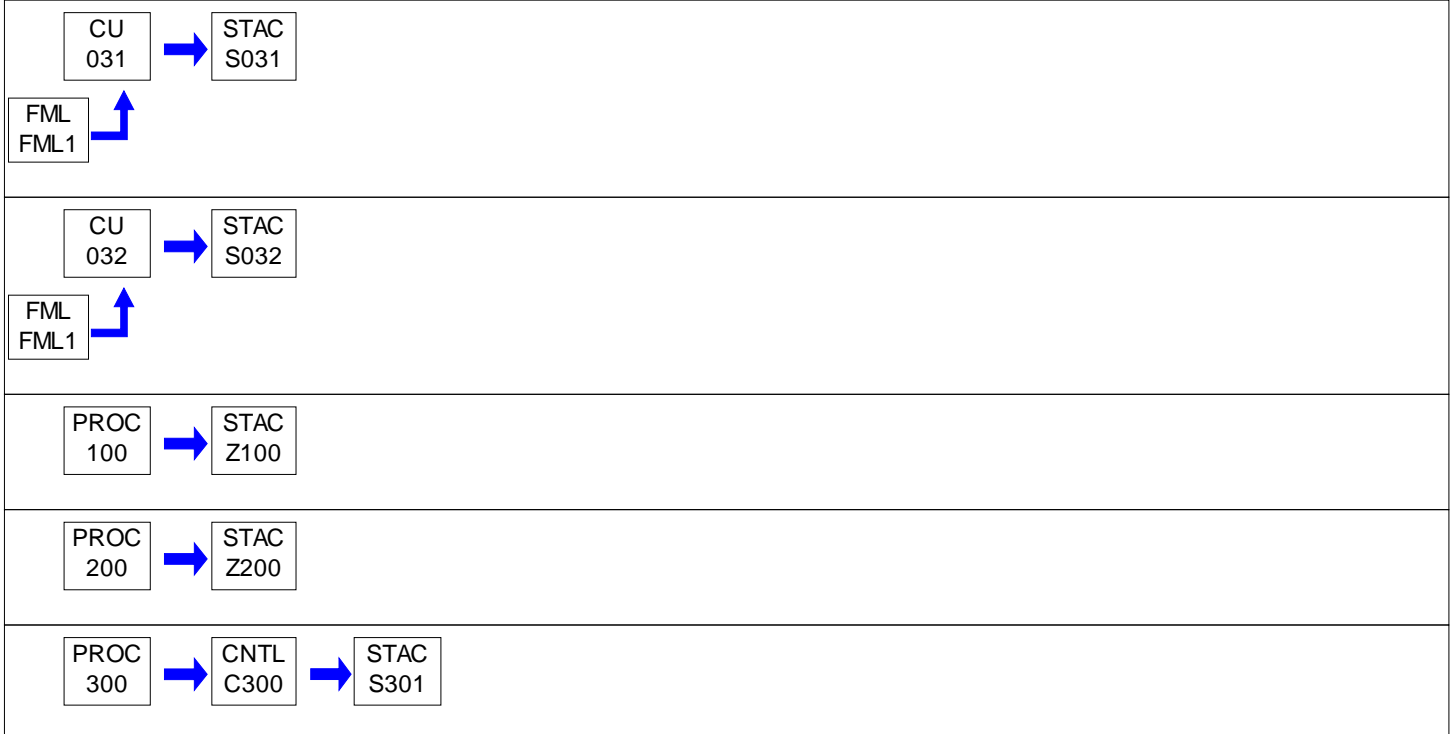 CU
031
STAC
S031
FML
FML1
CU
032
STAC
S032
FML
FML1
PROC
100
STAC
Z100
PROC
200
STAC
Z200
PROC
300
CNTL
C300
STAC
S301